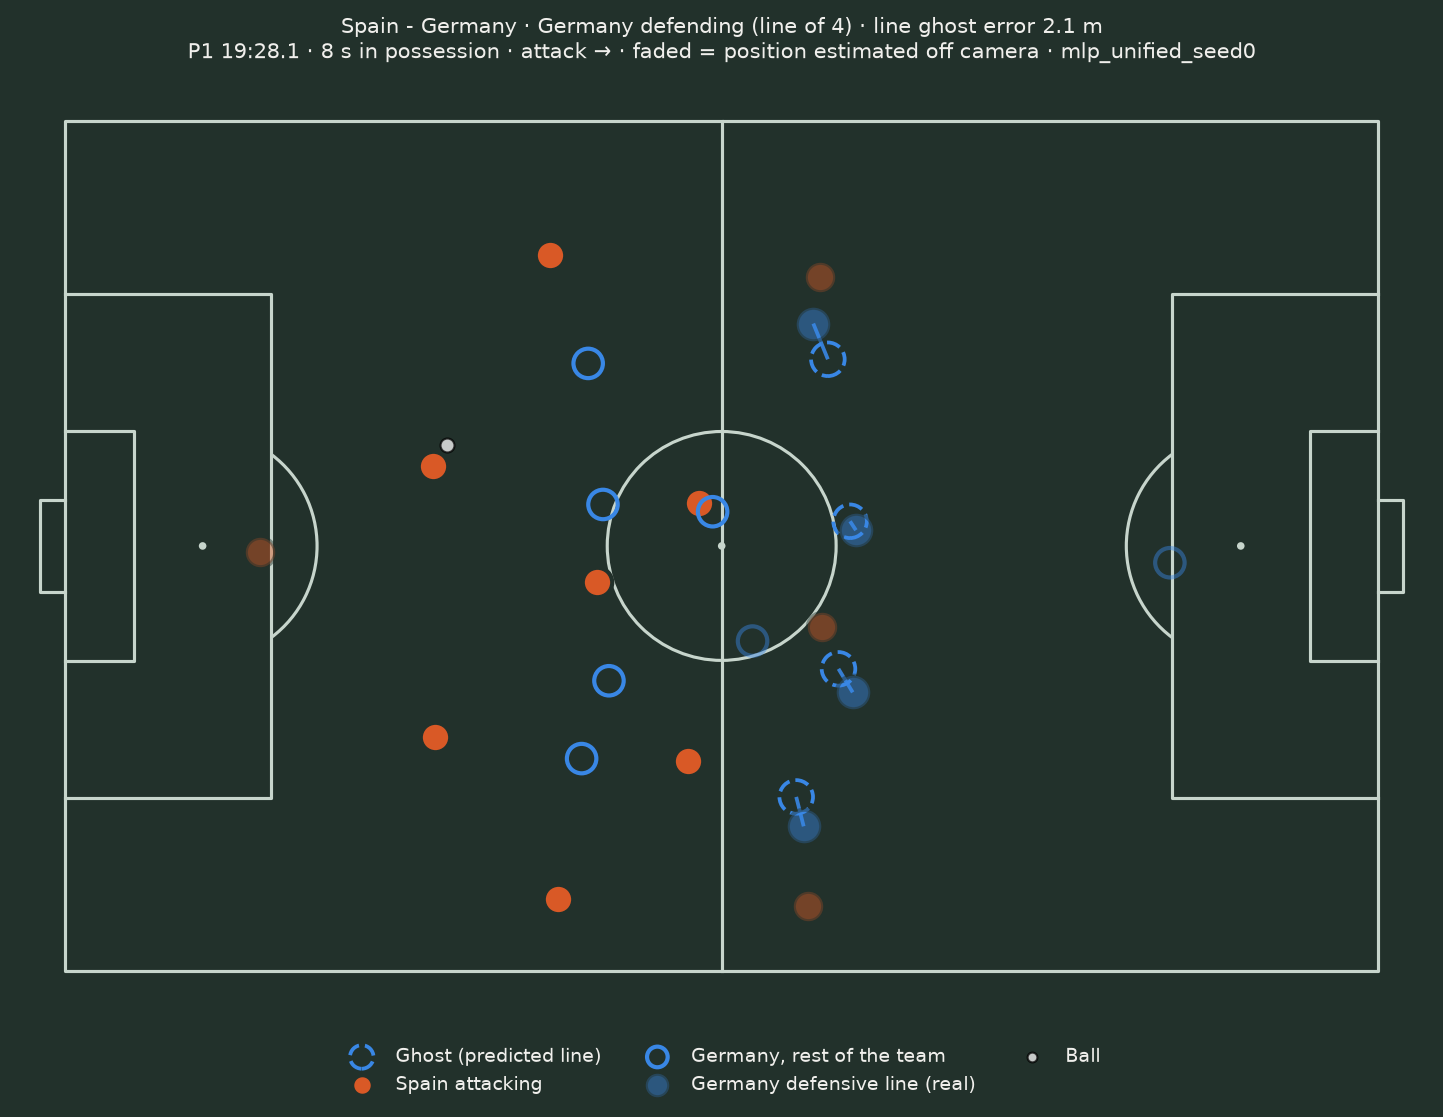 Spain - Germany · Germany defending (line of 4) · line ghost error 2.1 m
P1 19:28.1 · 8 s in possession · attack → · faded = position estimated off camera · mlp_unified_seed0
Ghost (predicted line)
Spain attacking
Germany, rest of the team
Germany defensive line (real)
Ball